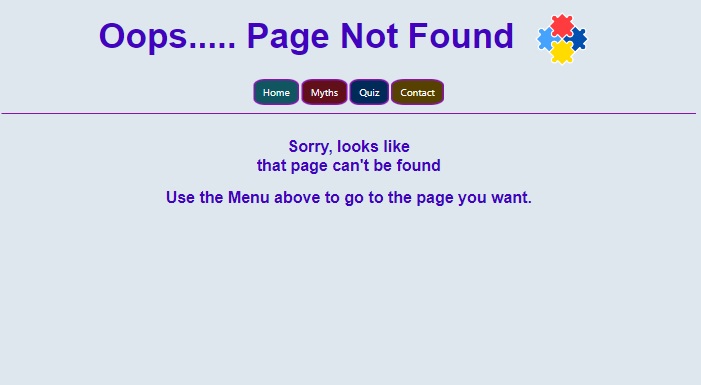 Oops..... Page Not Found
Home Myths Quiz Contact
Sorry, looks like
that page can't be found
Use the Menu above to go to the page you want.